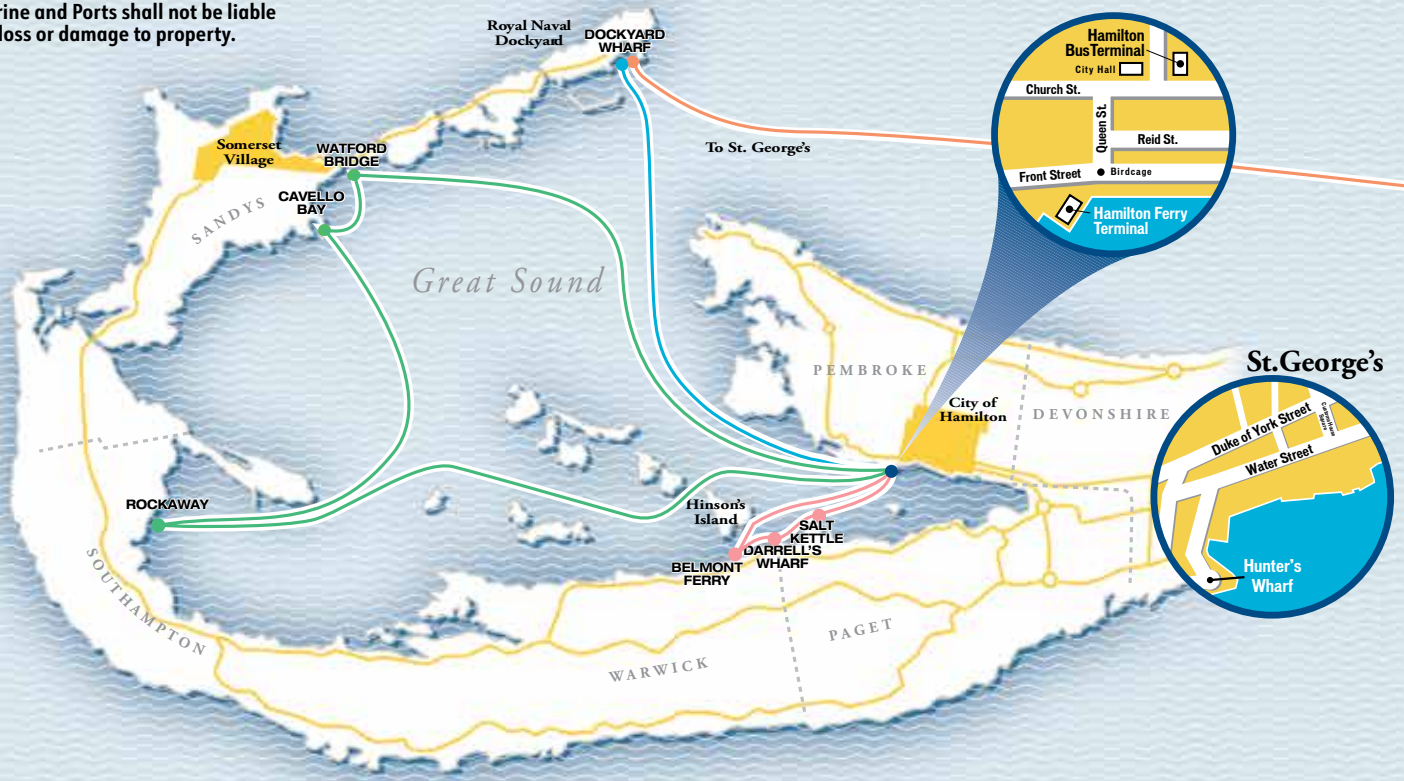 rine and Ports shall not be liable
loss or damage to property.
Royal Naval
Dockyard
DOCKYARD
WHARF
To St. George's
Hamilton
Bus Terminal
City Hall
Church St.
Queen St.
Reid St.
Front Street
Birdcage
Hamilton Ferry
Terminal
Somerset
Village
WATFORD
BRIDGE
CAVELLO
BAY
SANDYS
Great Sound
PEMBROKE
City of
Hamilton
DEVONSHIRE
St.George's
Duke of York Street
Water Street
Hunter's
Wharf
ROCKAWAY
Hinson's
Island
SALT
KETTLE
DARRELL'S
WHARF
BELMONT
FERRY
SOUTHAMPTON
WARWICK
PAGET